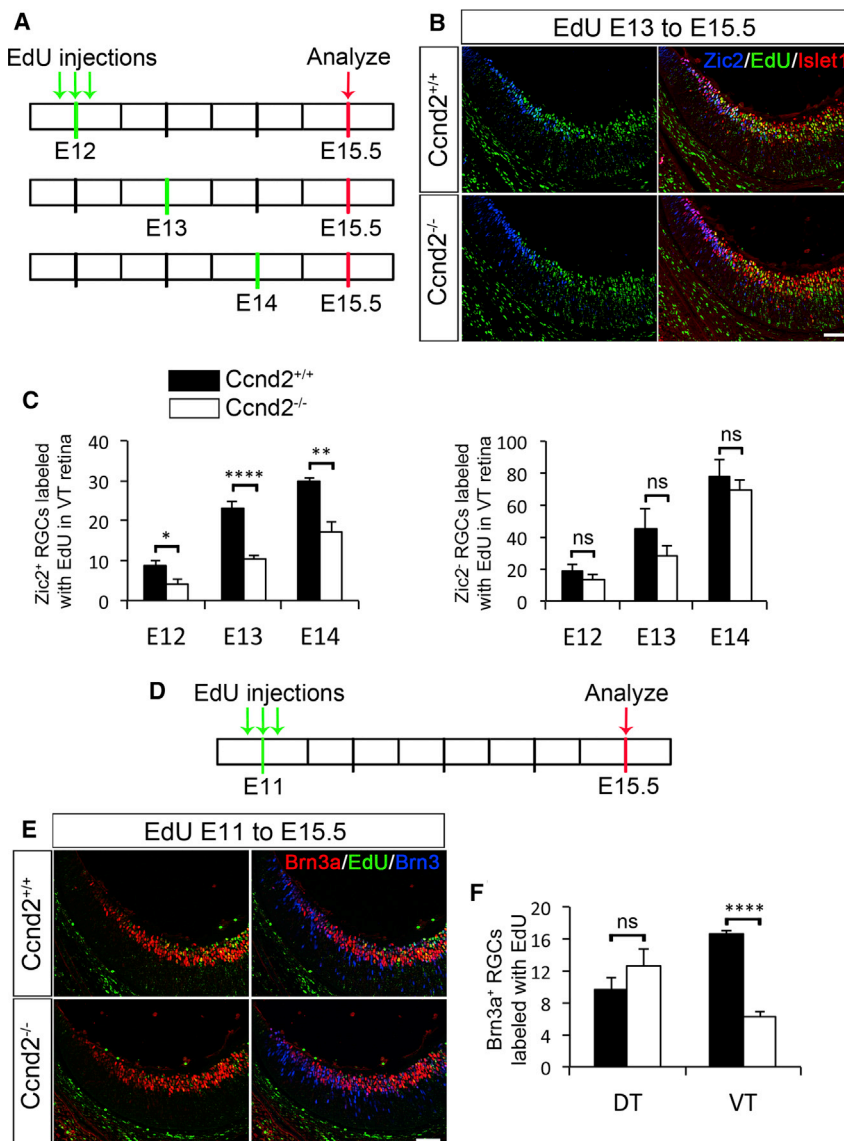 A
EdU injections
Analyze
E12
E15.5
E13
E15.5
E14
E15.5
B
EdU E13 to E15.5
Ccnd2+/+
Zic2/EdU/Islet1
Ccnd2-/-
C
Ccnd2+/+
Ccnd2-/-
Zic2+ RGCs labeled
with EdU in VT retina
40
30
20
10
0
*
****
**
E12
E13
E14
Zic2- RGCs labeled
with EdU in VT retina
100
80
60
40
20
0
ns
ns
ns
E12
E13
E14
D
EdU injections
Analyze
E11
E15.5
E
EdU E11 to E15.5
Ccnd2+/+
Brn3a/EdU/Brn3
Ccnd2-/-
F
Brn3a+ RGCs
labeled with EdU
20
16
12
8
4
0
ns
****
DT
VT